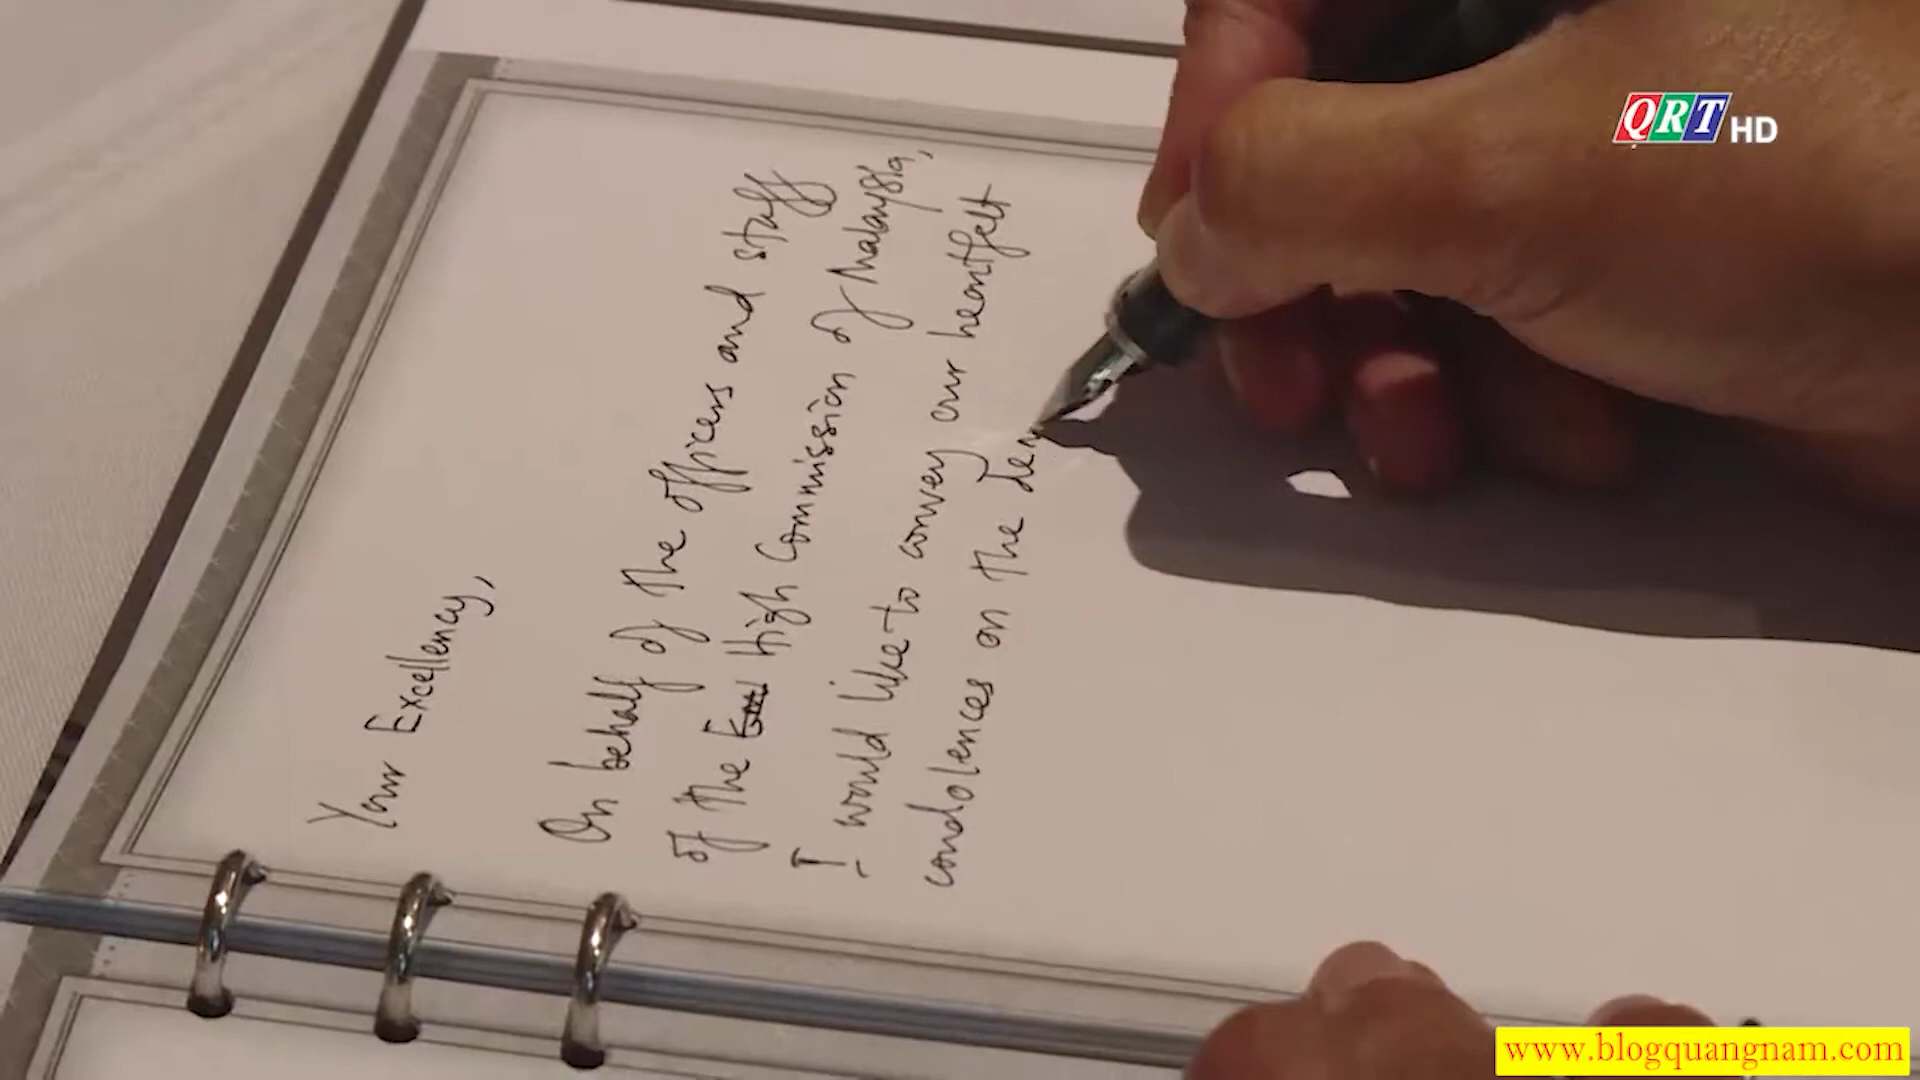 Your Excellency,
On behalf of the officers and staff
of the High Commission of Malaysia,
I would like to convey our heartfelt
condolences on the dem
QRT HD
www.blogquangnam.com